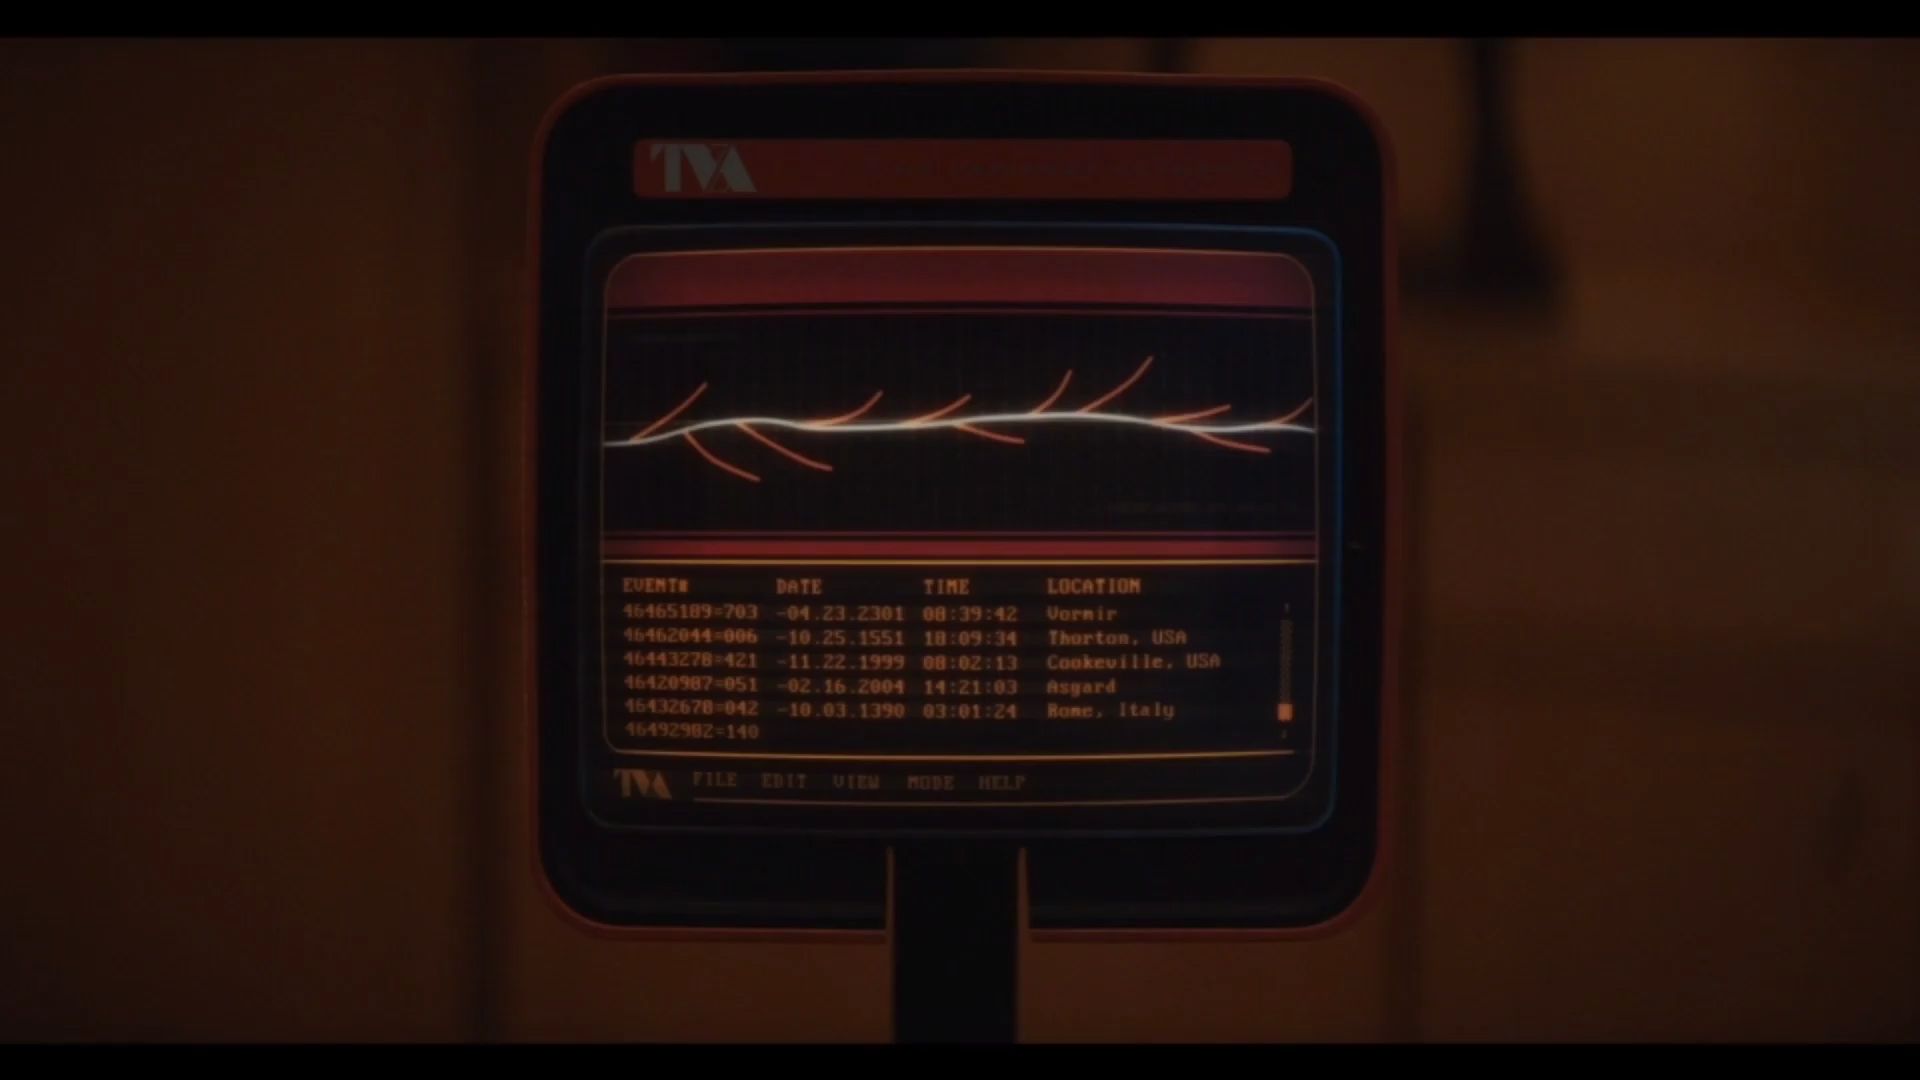 TVA
EVENT# DATE TIME LOCATION
46465189=703 -04.23.2301 08:39:42 Vormir
46462044=006 -10.25.1551 18:09:34 Thorton, USA
46443278=421 -11.22.1999 08:02:13 Cookeville, USA
46420987=051 -02.16.2004 14:21:03 Asgard
46432678=042 -10.03.1390 03:01:24 Rome, Italy
46492982=140
TVA FILE EDIT VIEW MODE HELP